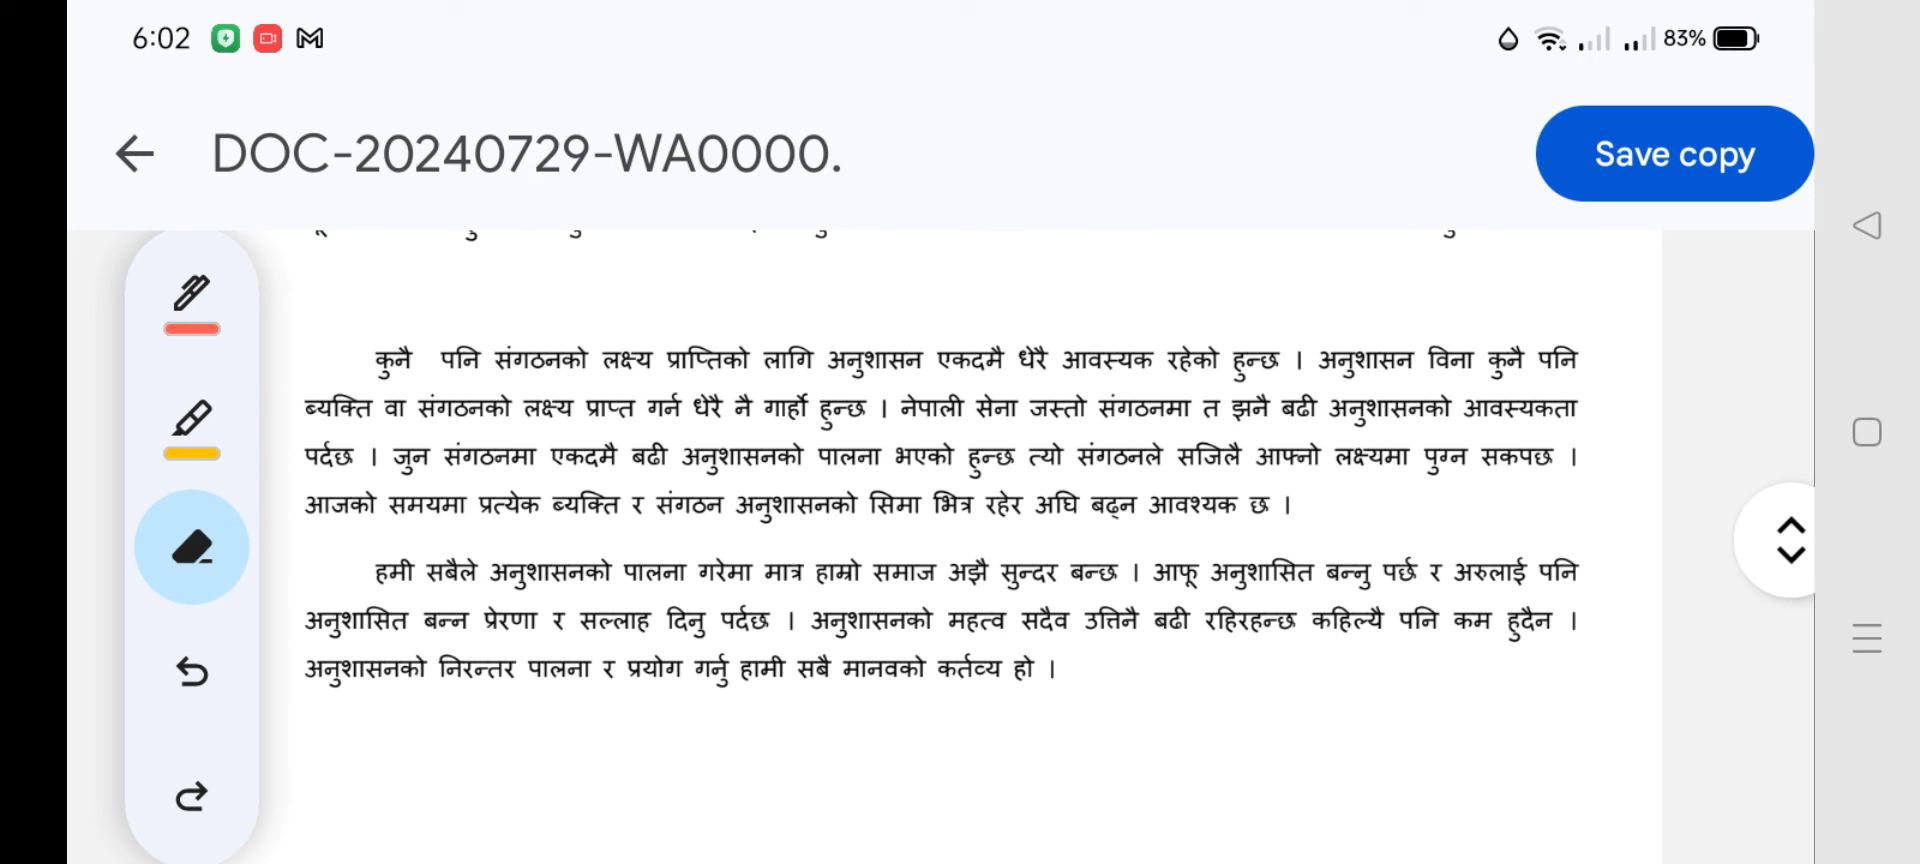 6:02
83%
DOC-20240729-WA0000.
Save copy
कुनै पनि संगठनको लक्ष्य प्राप्तिको लागि अनुशासन एकदमै धेरै आवस्यक रहेको हुन्छ । अनुशासन विना कुनै पनि
ब्यक्ति वा संगठनको लक्ष्य प्राप्त गर्न धेरै नै गार्हो हुन्छ । नेपाली सेना जस्तो संगठनमा त झनै बढी अनुशासनको आवस्यकता
पर्दछ । जुन संगठनमा एकदमै बढी अनुशासनको पालना भएको हुन्छ त्यो संगठनले सजिलै आफ्नो लक्ष्यमा पुग्न सकपछ ।
आजको समयमा प्रत्येक ब्यक्ति र संगठन अनुशासनको सिमा भित्र रहेर अघि बढ्न आवश्यक छ ।
हमी सबैले अनुशासनको पालना गरेमा मात्र हाम्रो समाज अझै सुन्दर बन्छ । आफू अनुशासित बन्नु पर्छ र अरुलाई पनि
अनुशासित बन्न प्रेरणा र सल्लाह दिनु पर्दछ । अनुशासनको महत्व सदैव उत्तिनै बढी रहिरहन्छ कहिल्यै पनि कम हुदैन ।
अनुशासनको निरन्तर पालना र प्रयोग गर्नु हामी सबै मानवको कर्तव्य हो ।